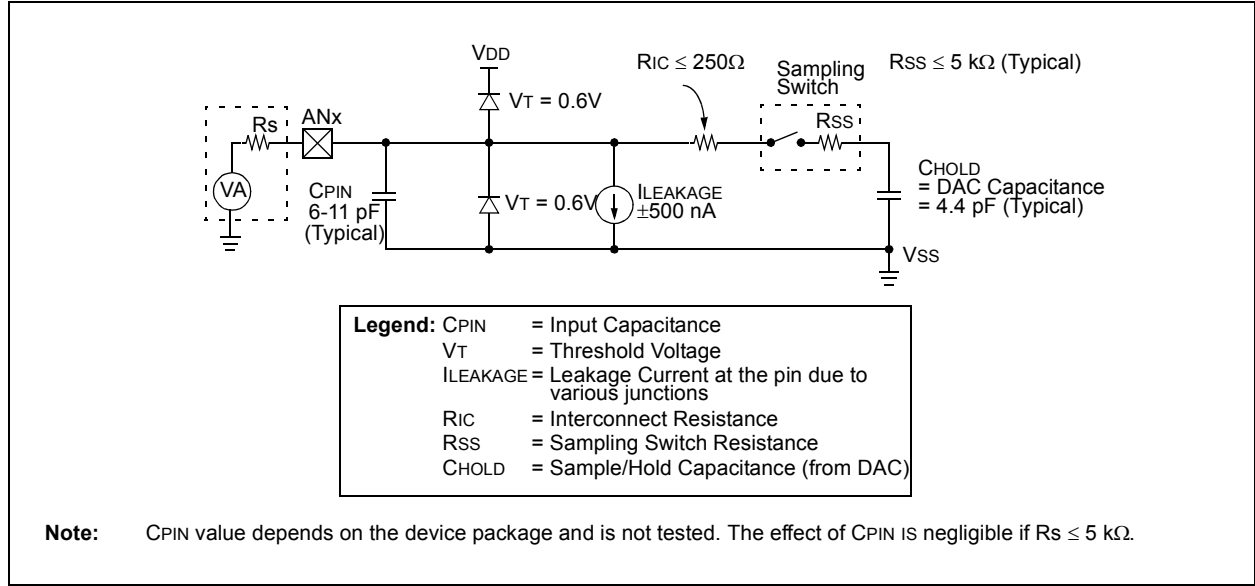 VDD
RIC ≤ 250Ω
Sampling
Switch
RSS ≤ 5 kΩ (Typical)
VT = 0.6V
Rs
ANx
RSS
VA
CPIN
6-11 pF
(Typical)
VT = 0.6V
ILEAKAGE
±500 nA
CHOLD
= DAC Capacitance
= 4.4 pF (Typical)
VSS
Legend: CPIN = Input Capacitance
VT = Threshold Voltage
ILEAKAGE = Leakage Current at the pin due to
various junctions
RIC = Interconnect Resistance
RSS = Sampling Switch Resistance
CHOLD = Sample/Hold Capacitance (from DAC)
Note: CPIN value depends on the device package and is not tested. The effect of CPIN IS negligible if Rs ≤ 5 kΩ.